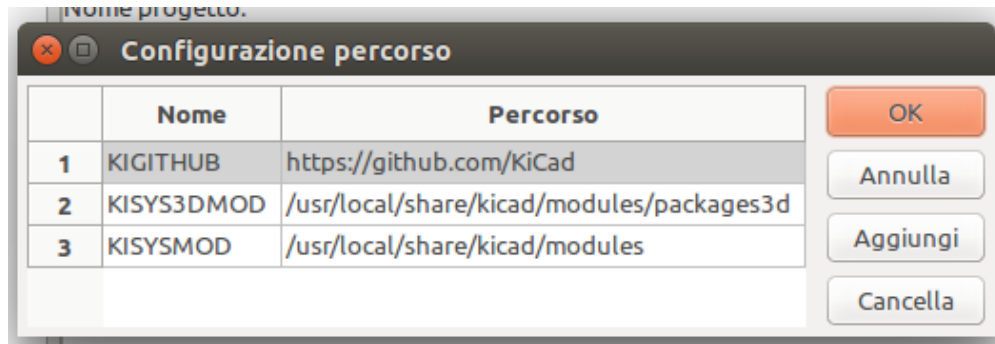 Nome progetto:
Configurazione percorso
Nome Percorso
1 KIGITHUB https://github.com/KiCad
2 KISYS3DMOD /usr/local/share/kicad/modules/packages3d
3 KISYSMOD /usr/local/share/kicad/modules
OK
Annulla
Aggiungi
Cancella